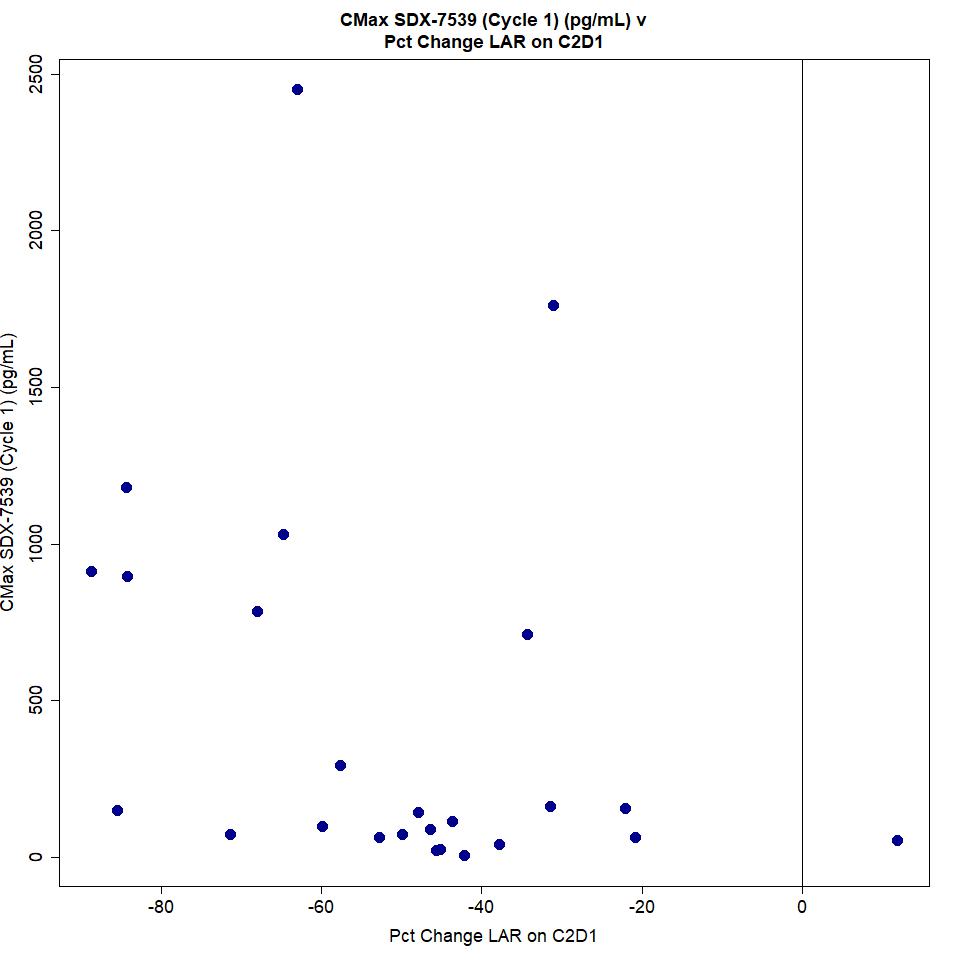 CMax SDX-7539 (Cycle 1) (pg/mL) v
Pct Change LAR on C2D1
CMax SDX-7539 (Cycle 1) (pg/mL)
2500
2000
1500
1000
500
0
-80
-60
-40
-20
0
Pct Change LAR on C2D1